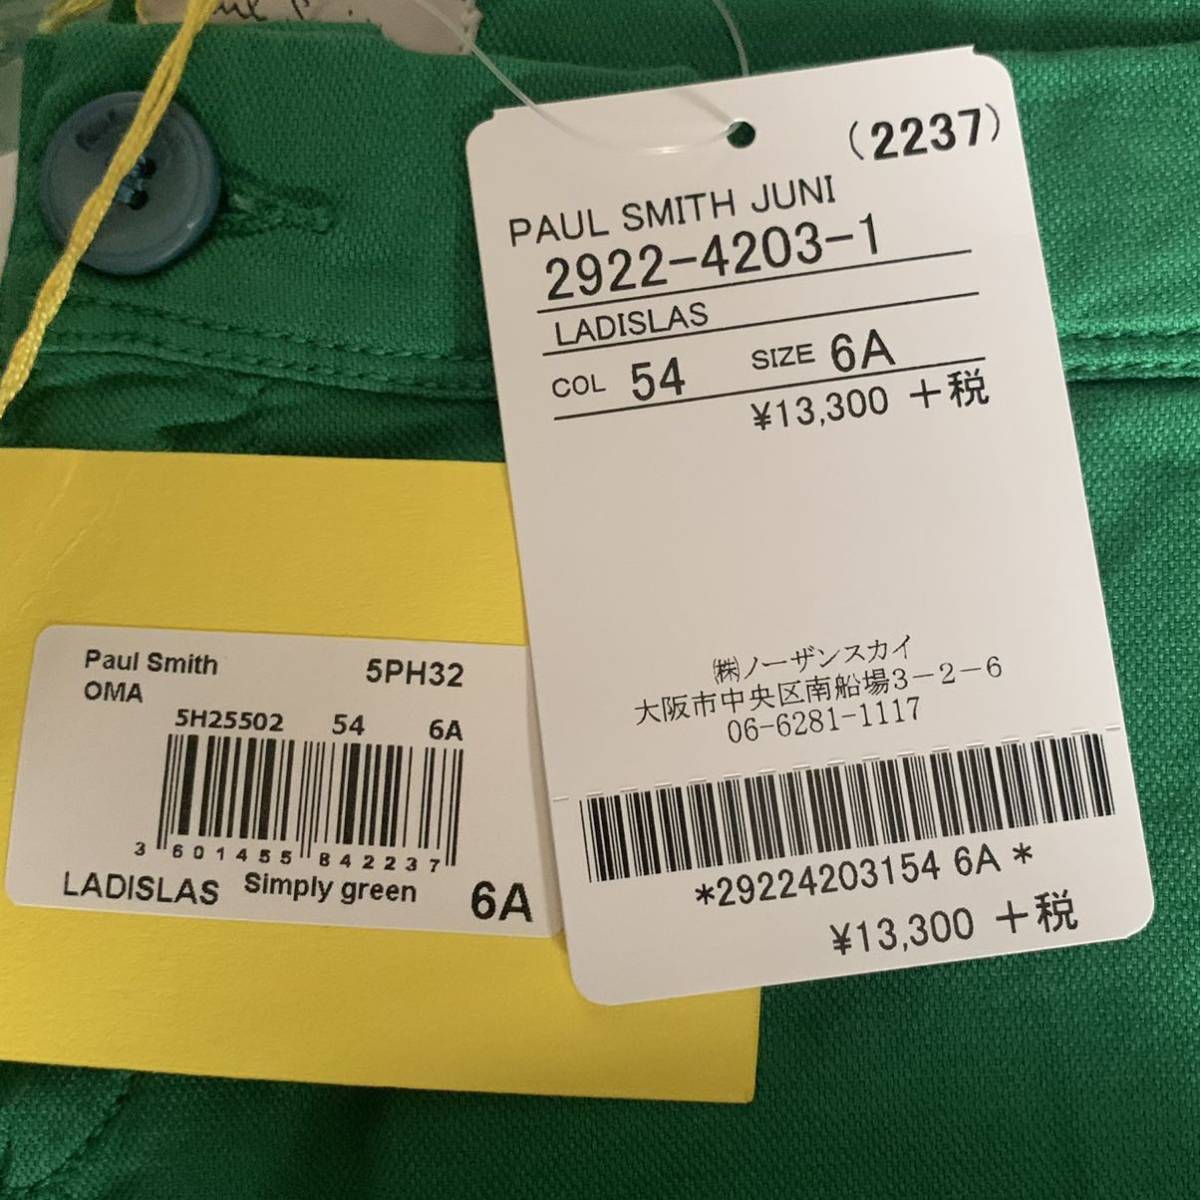 (2237)
PAUL SMITH JUNI
2922-4203-1
LADISLAS
COL 54 SIZE 6A
¥13,300 +税
㈱ノーザンスカイ
大阪市中央区南船場3-2-6
06-6281-1117
*29224203154 6A *
¥13,300 +税
Paul Smith 5PH32
OMA
5H25502 54 6A
3 601455 842237
LADISLAS Simply green 6A